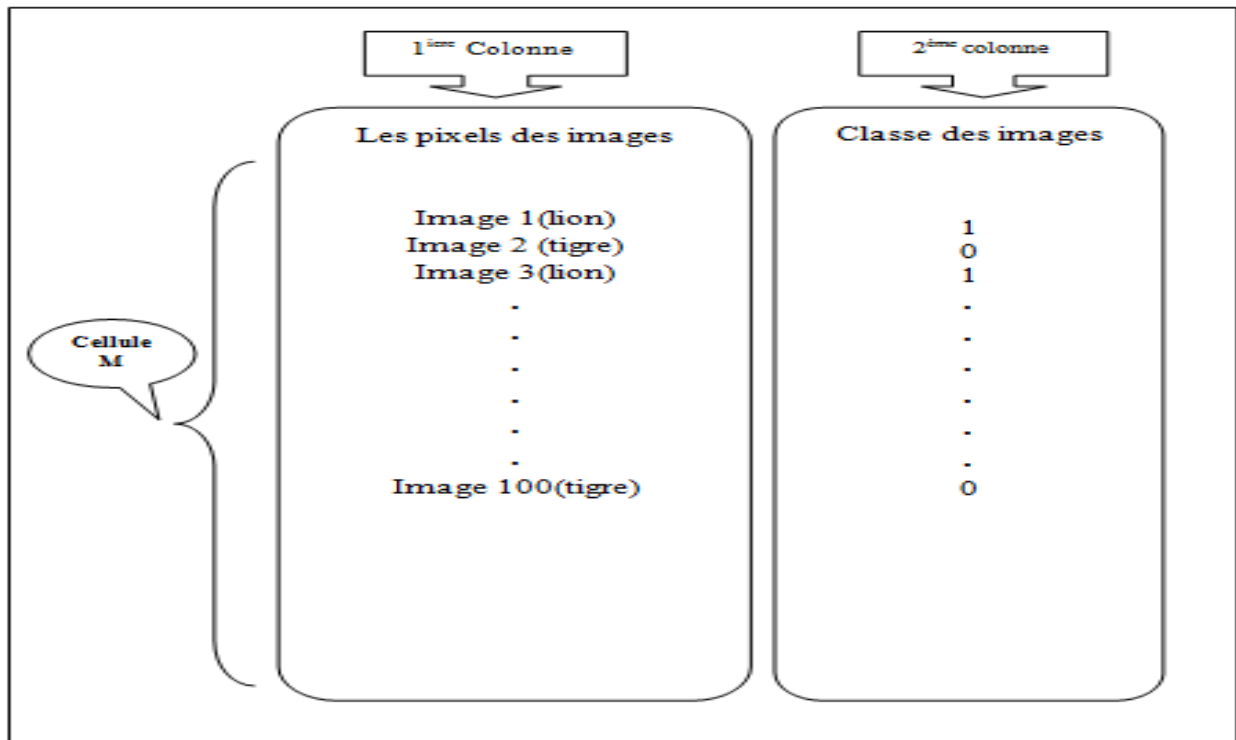 1ière Colonne
2ème colonne
Les pixels des images
Classe des images
Image 1(lion)
1
Image 2 (tigre)
0
Image 3(lion)
1
.
.
.
.
.
.
.
.
.
.
.
.
Cellule
M
Image 100(tigre)
0